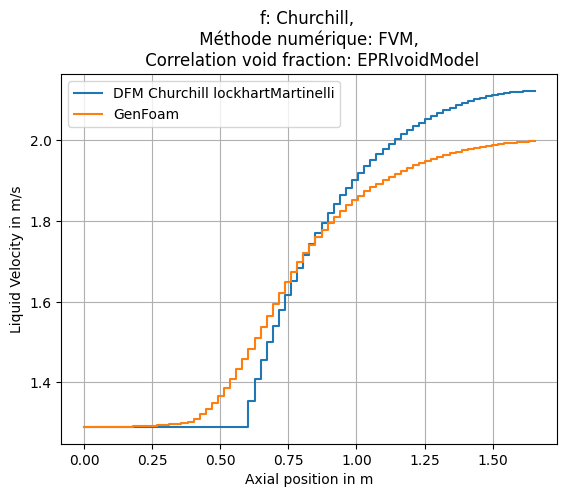 f: Churchill,
Méthode numérique: FVM,
Correlation void fraction: EPRIvoidModel
DFM Churchill lockhartMartinelli
GenFoam
Liquid Velocity in m/s
2.0
1.8
1.6
1.4
0.00 0.25 0.50 0.75 1.00 1.25 1.50
Axial position in m